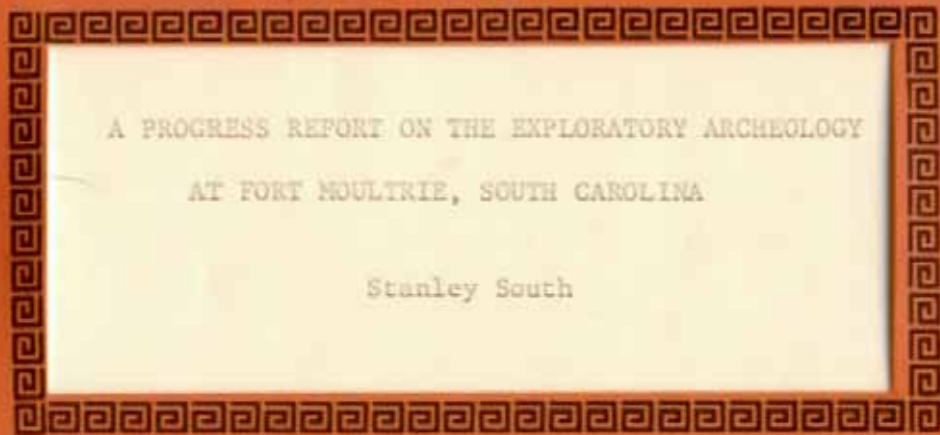 A PROGRESS REPORT ON THE EXPLORATORY ARCHEOLOGY
AT FORT MOULTRIE, SOUTH CAROLINA
Stanley South